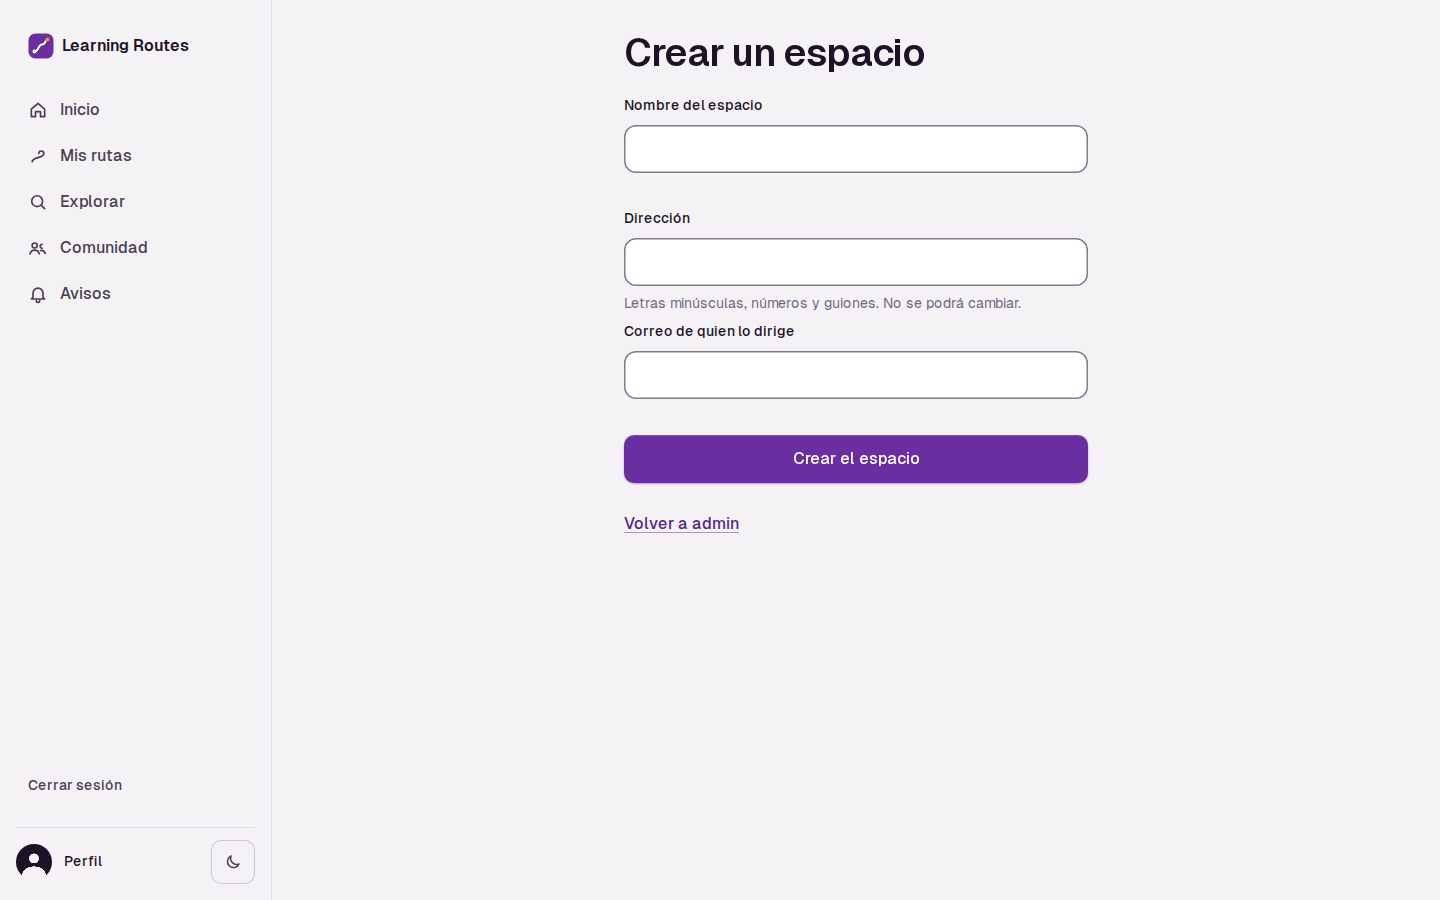 Learning Routes
Inicio
Mis rutas
Explorar
Comunidad
Avisos
Cerrar sesión
Perfil
Crear un espacio
Nombre del espacio
Dirección
Letras minúsculas, números y guiones. No se podrá cambiar.
Correo de quien lo dirige
Crear el espacio
Volver a admin